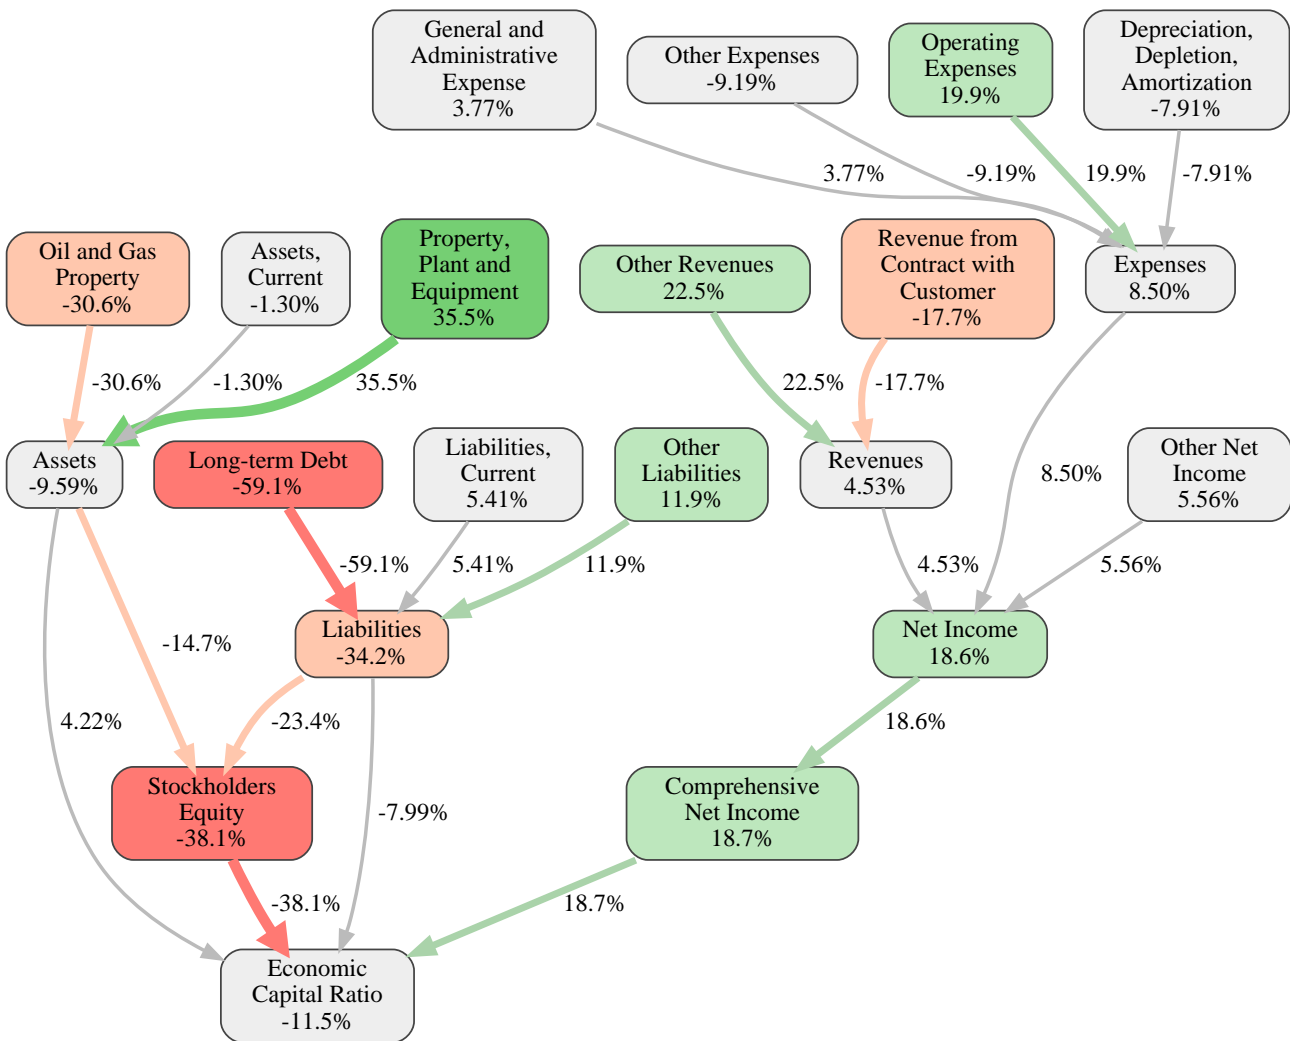 General and
Administrative
Expense
3.77%
Other Expenses
-9.19%
Operating
Expenses
19.9%
Depreciation,
Depletion,
Amortization
-7.91%
3.77%
-9.19%
19.9%
-7.91%
Oil and Gas
Property
-30.6%
Assets,
Current
-1.30%
Property,
Plant and
Equipment
35.5%
Other Revenues
22.5%
Revenue from
Contract with
Customer
-17.7%
Expenses
8.50%
-30.6%
-1.30%
35.5%
22.5%
-17.7%
Assets
-9.59%
Long-term Debt
-59.1%
Liabilities,
Current
5.41%
Other
Liabilities
11.9%
Revenues
4.53%
8.50%
Other Net
Income
5.56%
-59.1%
5.41%
11.9%
4.53%
5.56%
-14.7%
Liabilities
-34.2%
Net Income
18.6%
4.22%
-23.4%
18.6%
Stockholders
Equity
-38.1%
-7.99%
Comprehensive
Net Income
18.7%
-38.1%
18.7%
Economic
Capital Ratio
-11.5%